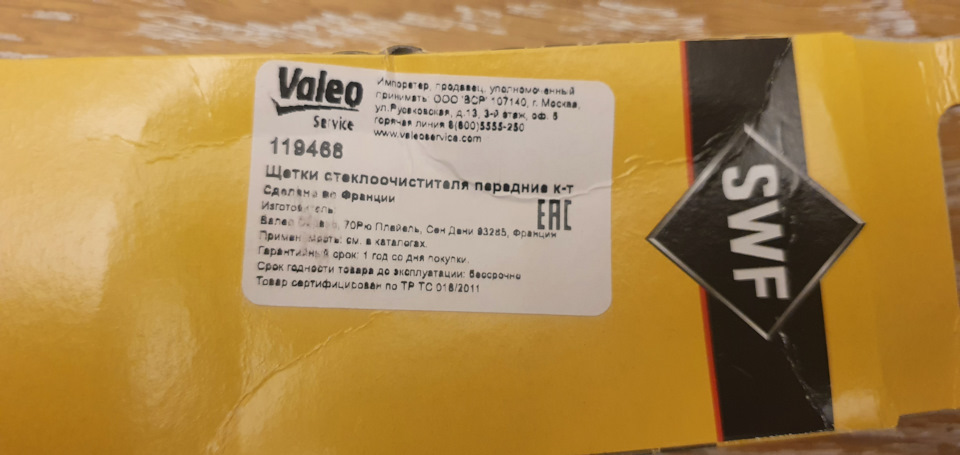 Valeo
Service
Импортер, продавец, уполномоченный
принимать: ООО "ВСР" 107140, г. Москва,
ул.Русаковская, д.13, 3-й этаж, оф. 5
горячая линия 8(800)5555-250
www.valeoservice.com
119468
Щетки стеклоочистителя передние к-т
Сделано во Франции
EAC
Изготовитель:
Валео 70Рю Плайель, Сен Дени 93285, Франция
Применимость: см. в каталогах.
Гарантийный срок: 1 год со дня покупки.
Срок годности товара до эксплуатации: бессрочно
Товар сертифицирован по ТР ТС 018/2011
SWF